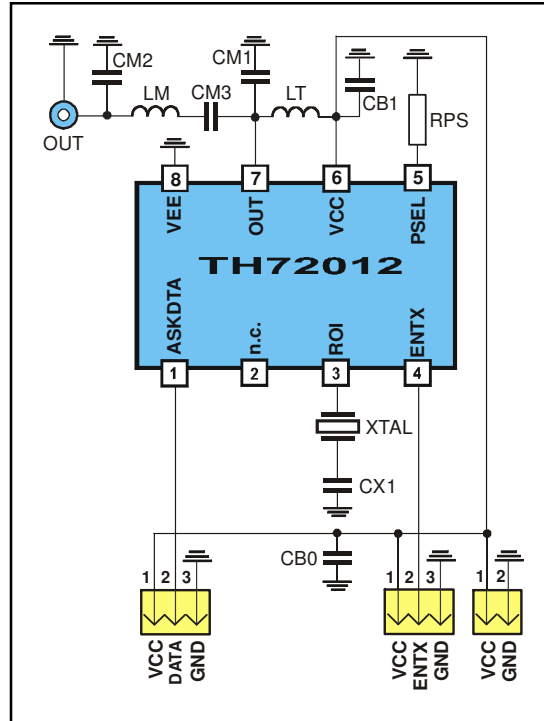 CM2
CM1
LM
CM3
LT
CB1
RPS
OUT
8
7
6
5
VEE
OUT
VCC
PSEL
TH72012
ASKDTA
n.c.
ROI
ENTX
1
2
3
4
XTAL
CX1
CB0
1 2 3
1 2 3
1 2
VCC
DATA
GND
VCC
ENTX
GND
VCC
GND